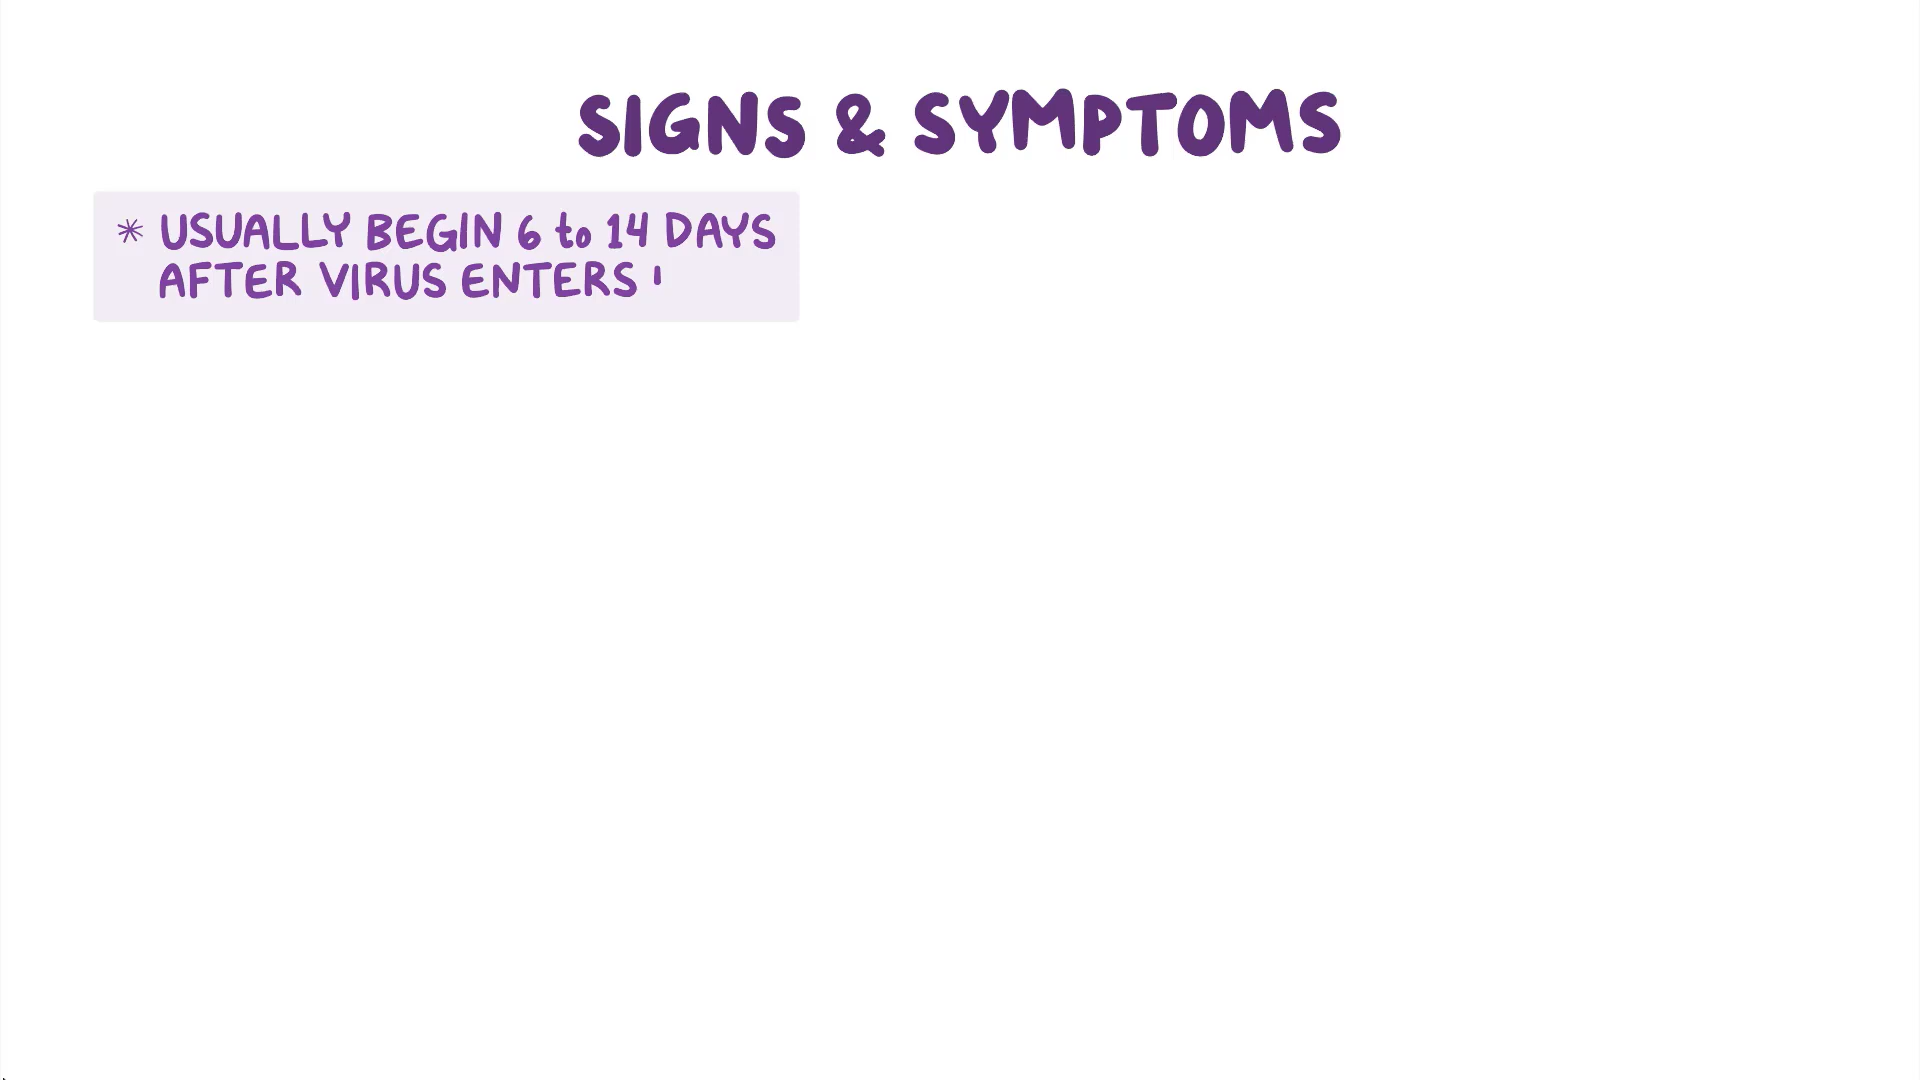 SIGNS & SYMPTOMS
* USUALLY BEGIN 6 to 14 DAYS
AFTER VIRUS ENTERS